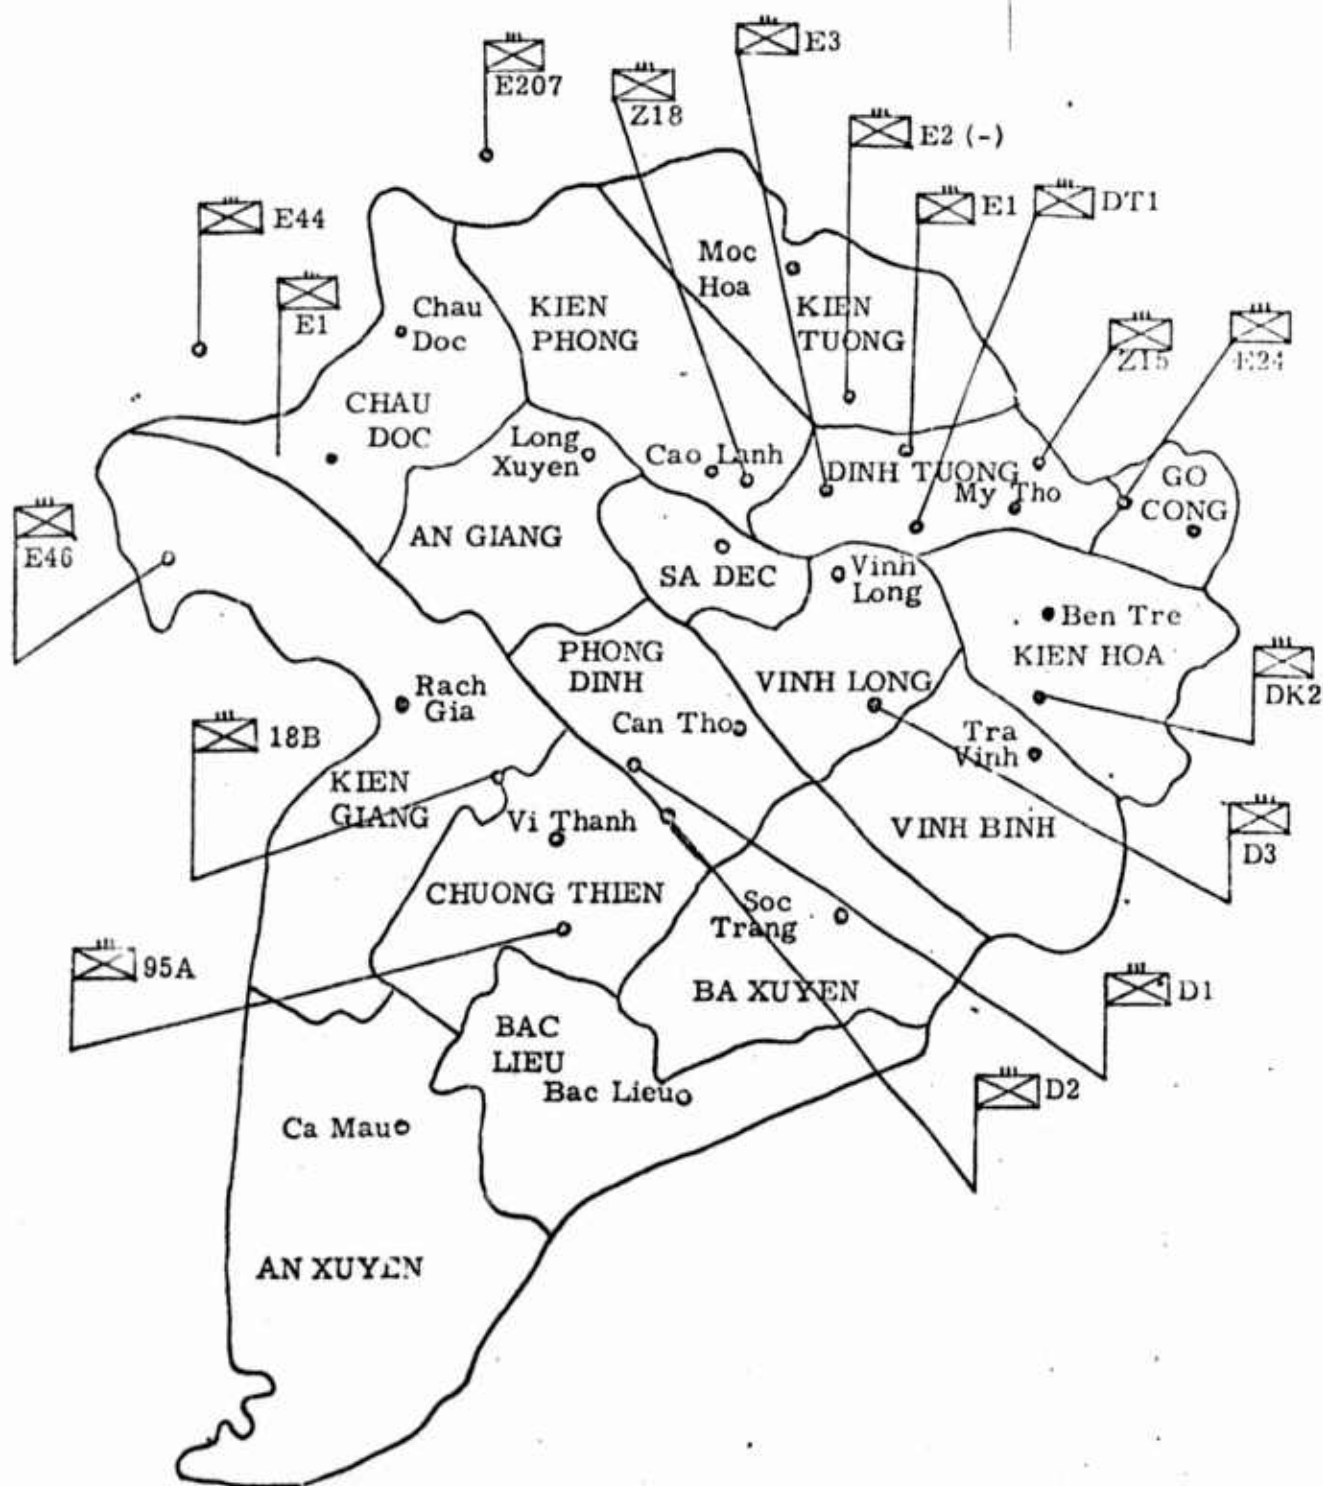 E3
E207
Z18
E2 (-)
E1
DT1
E44
E1
Moc
Hoa
Chau
Doc
KIEN
PHONG
KIEN
TUONG
Z15
E24
CHAU
DOC
Long
Xuyen
Cao Lanh
DINH TUONG
My Tho
GO
CONG
E46
AN GIANG
SA DEC
Vinh
Long
Ben Tre
KIEN HOA
PHONG
DINH
VINH LONG
DK2
Rach
Gia
Can Tho
Tra
Vinh
18B
KIEN
GIANG
Vi Thanh
VINH BINH
D3
CHUONG THIEN
Soc
Trang
95A
BA XUYEN
D1
BAC
LIEU
Bac Lieu
D2
Ca Mau
AN XUYEN